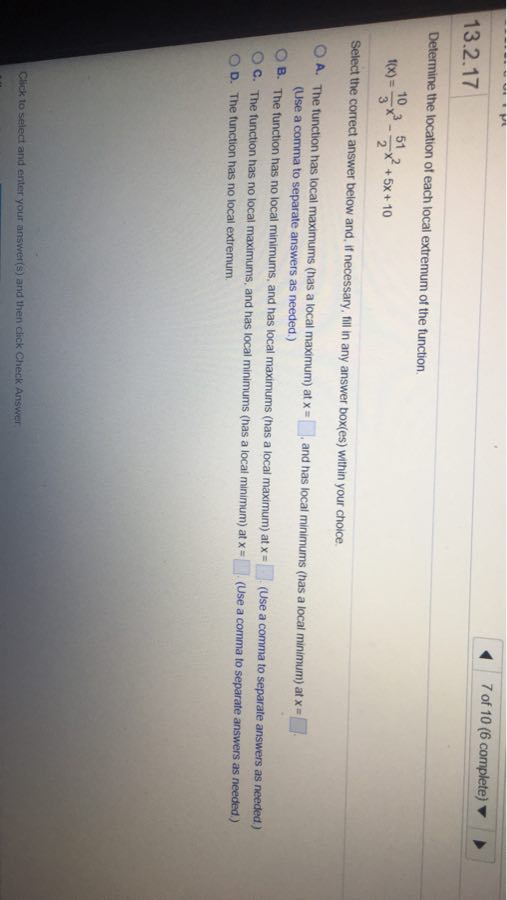 13.2.17
7 of 10 (6 complete)
Determine the location of each local extremum of the function.
f(x) = 10/3 x³ − 51/2 x² + 5x + 10
Select the correct answer below and, if necessary, fill in any answer box(es) within your choice.
A. The function has local maximums (has a local maximum) at x = , and has local minimums (has a local minimum) at x = .
(Use a comma to separate answers as needed.)
B. The function has no local minimums, and has local maximums (has a local maximum) at x = . (Use a comma to separate answers as needed.)
C. The function has no local maximums, and has local minimums (has a local minimum) at x = . (Use a comma to separate answers as needed.)
D. The function has no local extremum.
Click to select and enter your answer(s) and then click Check Answer.